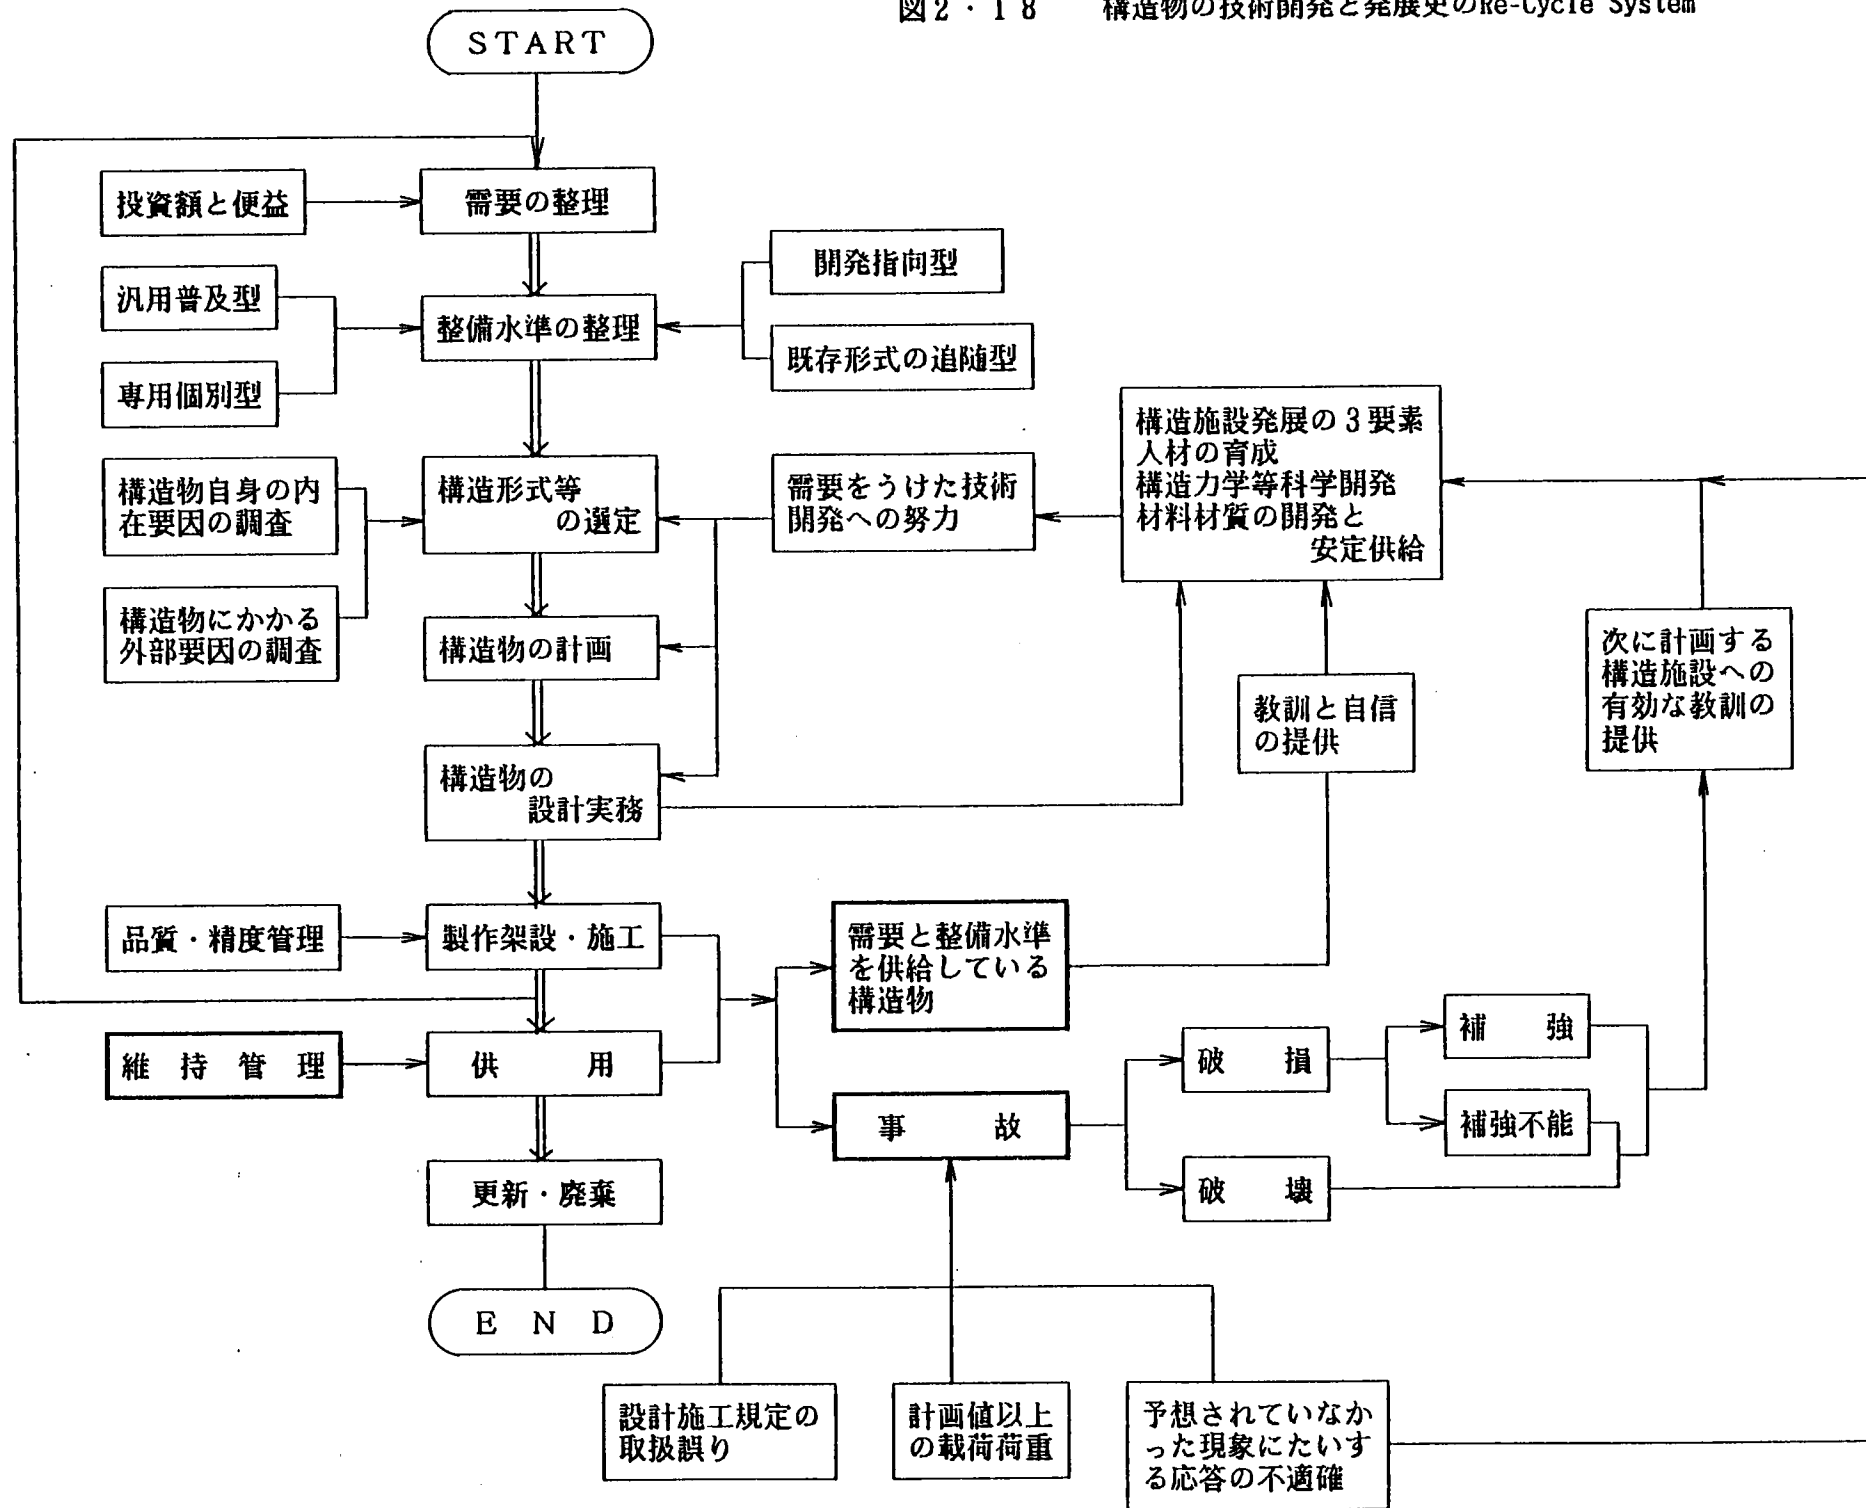 図2・18　構造物の技術開発と発展史のRe-Cycle System
START
投資額と便益
需要の整理
開発指向型
汎用普及型
整備水準の整理
既存形式の追随型
専用個別型
構造施設発展の3要素
人材の育成
構造力学等科学開発
材料材質の開発と
安定供給
構造物自身の内
在要因の調査
構造形式等
の選定
需要をうけた技術
開発への努力
構造物にかかる
外部要因の調査
構造物の計画
次に計画する
構造施設への
有効な教訓の
提供
教訓と自信
の提供
構造物の
設計実務
品質・精度管理
製作架設・施工
需要と整備水準
を供給している
構造物
補　強
維持管理
供　用
破　損
事　故
補強不能
更新・廃棄
破　壊
END
設計施工規定の
取扱誤り
計画値以上
の載荷荷重
予想されていなか
った現象にたいす
る応答の不適確